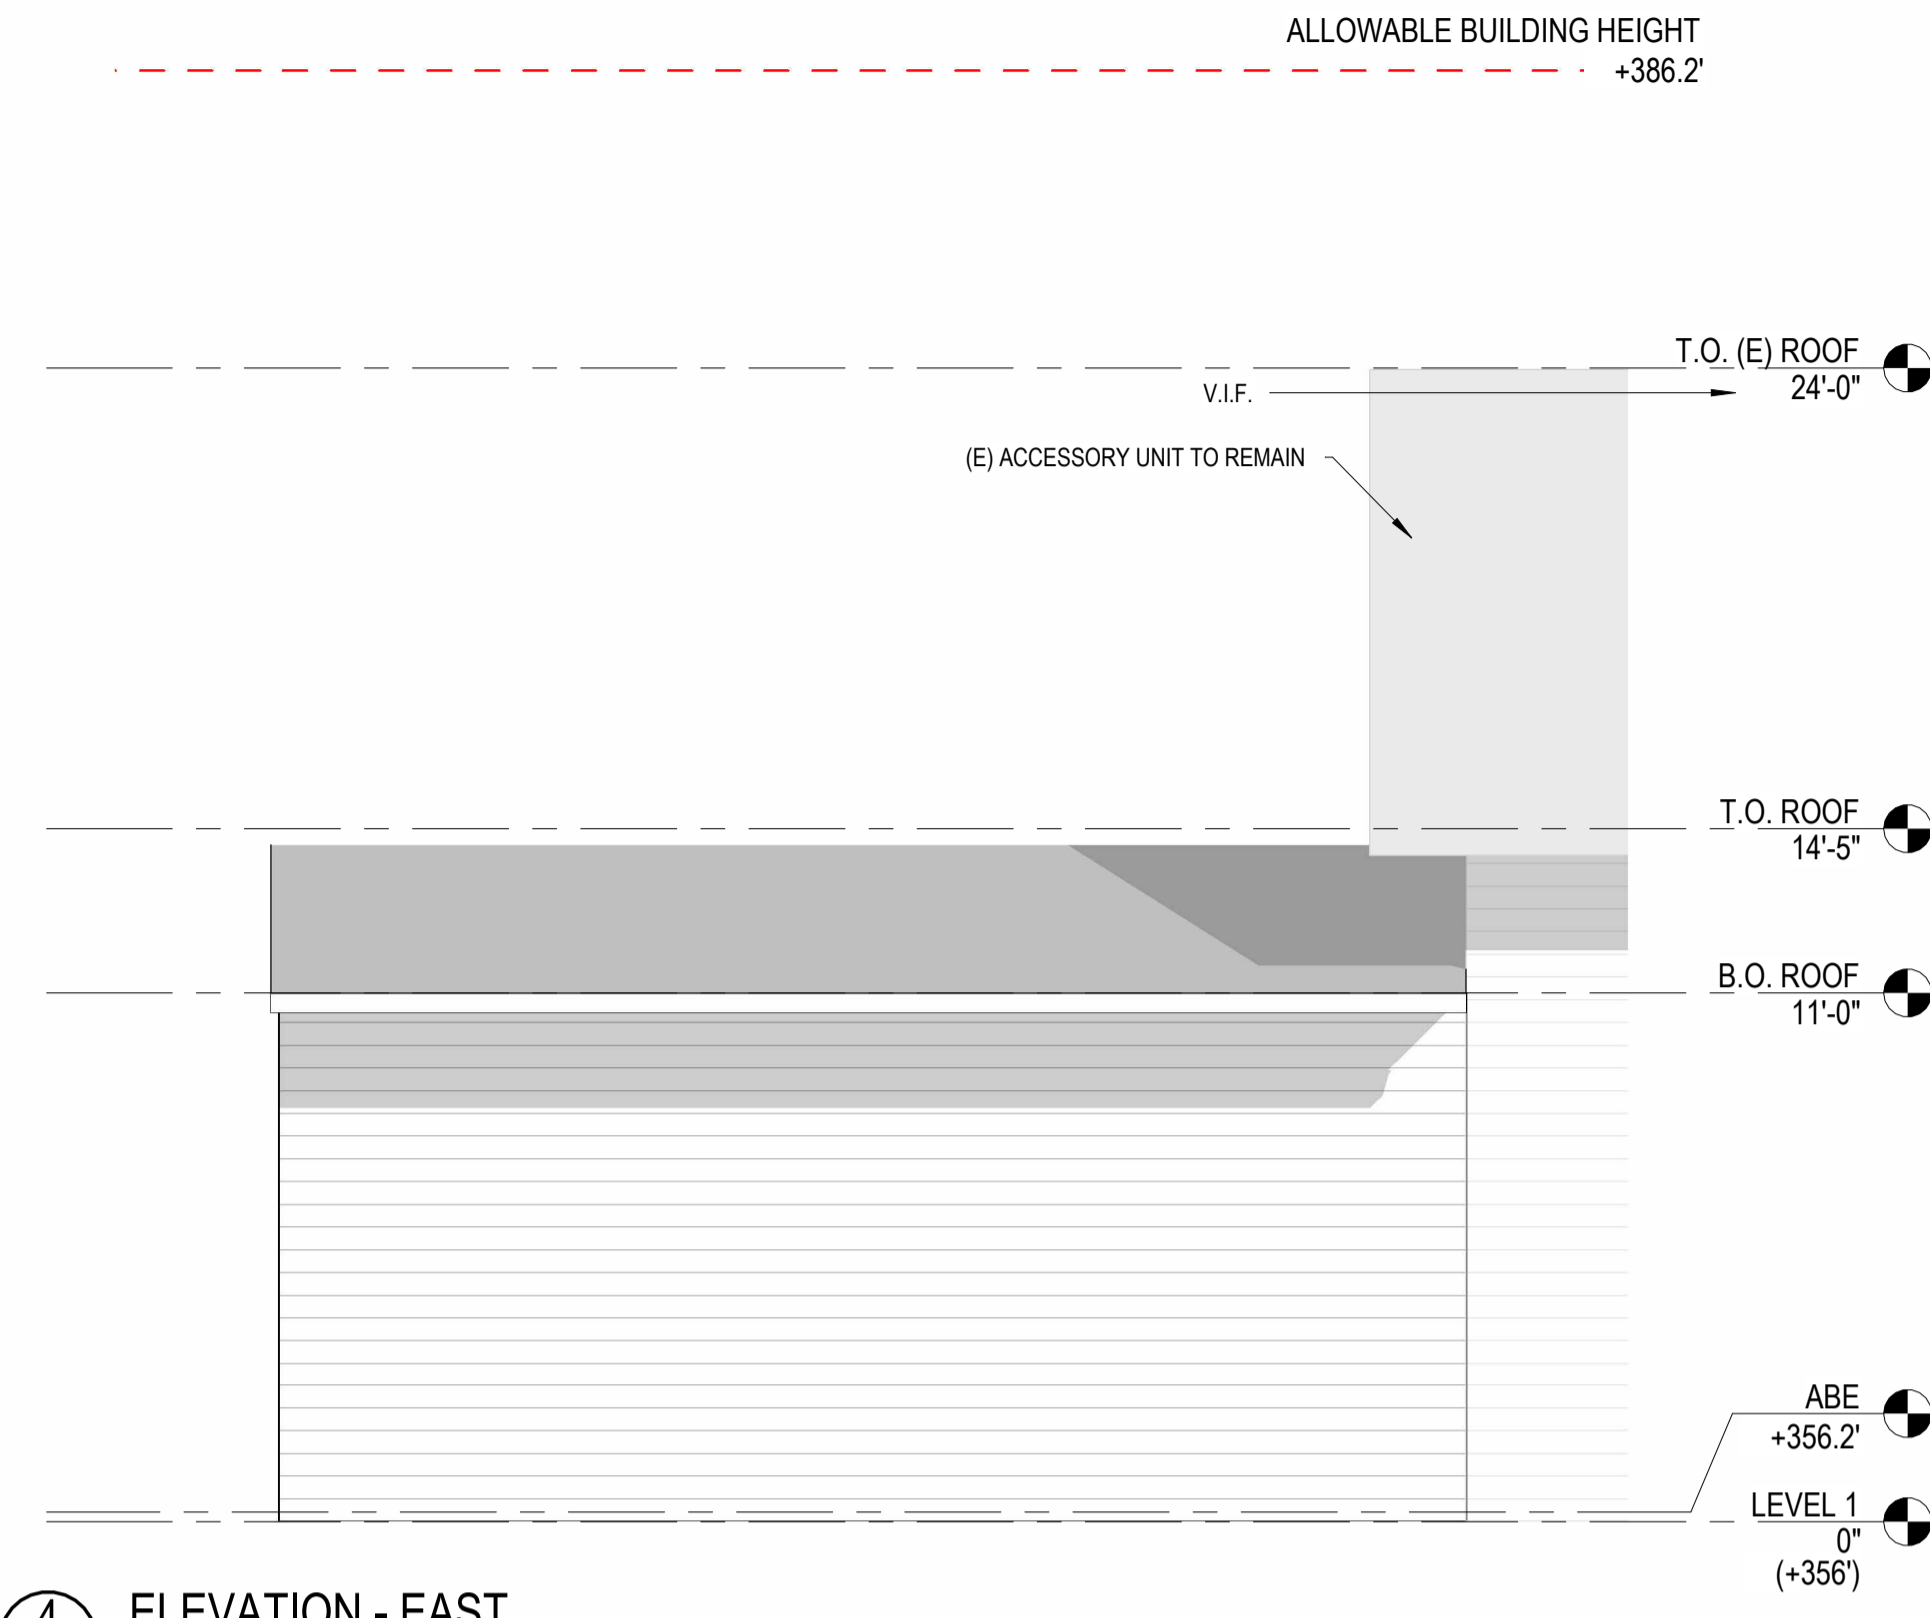 ALLOWABLE BUILDING HEIGHT
+386.2'
T.O. (E) ROOF
24'-0"
V.I.F.
(E) ACCESSORY UNIT TO REMAIN
T.O. ROOF
14'-5"
B.O. ROOF
11'-0"
ABE
+356.2'
LEVEL 1
0"
(+356')
4 ELEVATION - EAST